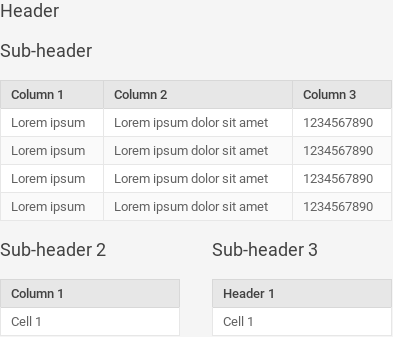 Header
Sub-header
Column 1 Column 2 Column 3
Lorem ipsum Lorem ipsum dolor sit amet 1234567890
Lorem ipsum Lorem ipsum dolor sit amet 1234567890
Lorem ipsum Lorem ipsum dolor sit amet 1234567890
Lorem ipsum Lorem ipsum dolor sit amet 1234567890
Sub-header 2
Column 1
Cell 1
Sub-header 3
Header 1
Cell 1